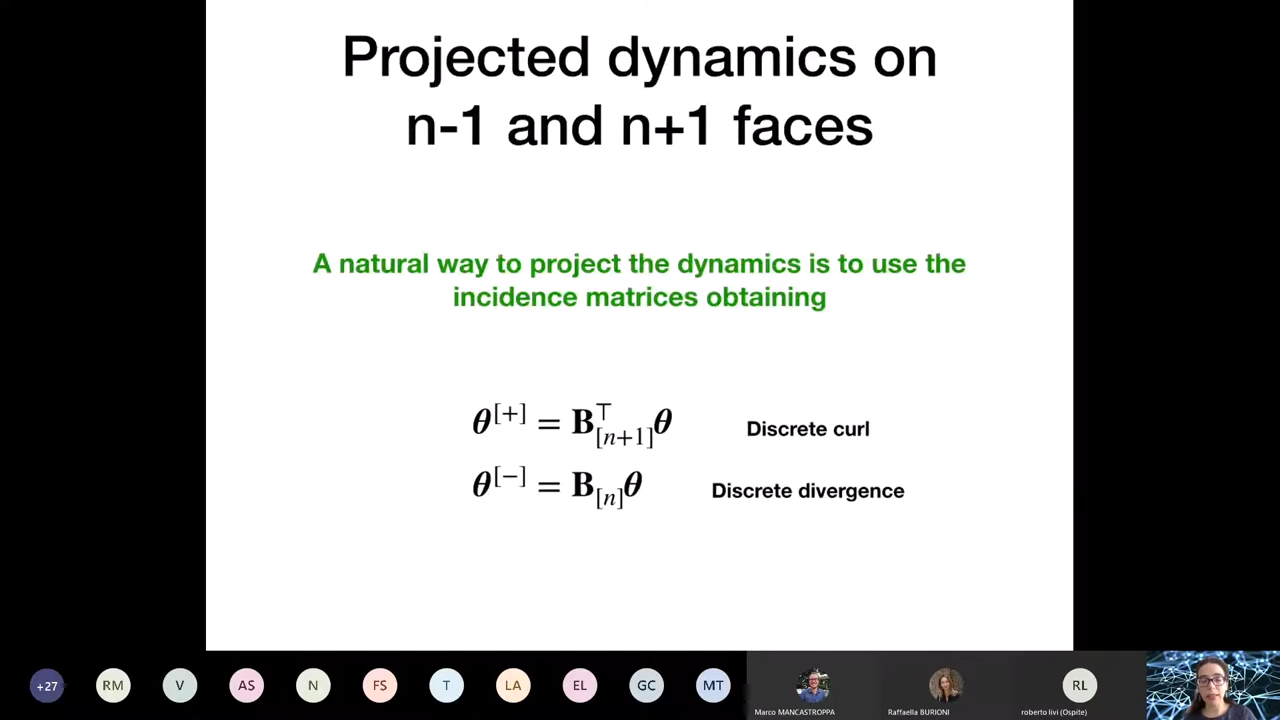 Projected dynamics on
n-1 and n+1 faces
A natural way to project the dynamics is to use the
incidence matrices obtaining
θ^[+] = B^⊤_[n+1] θ Discrete curl
θ^[−] = B_[n] θ Discrete divergence
+27 RM V AS N FS T LA EL GC MT RL
Marco MANCASTROPPA Raffaella BURIONI roberto livi (Ospite)